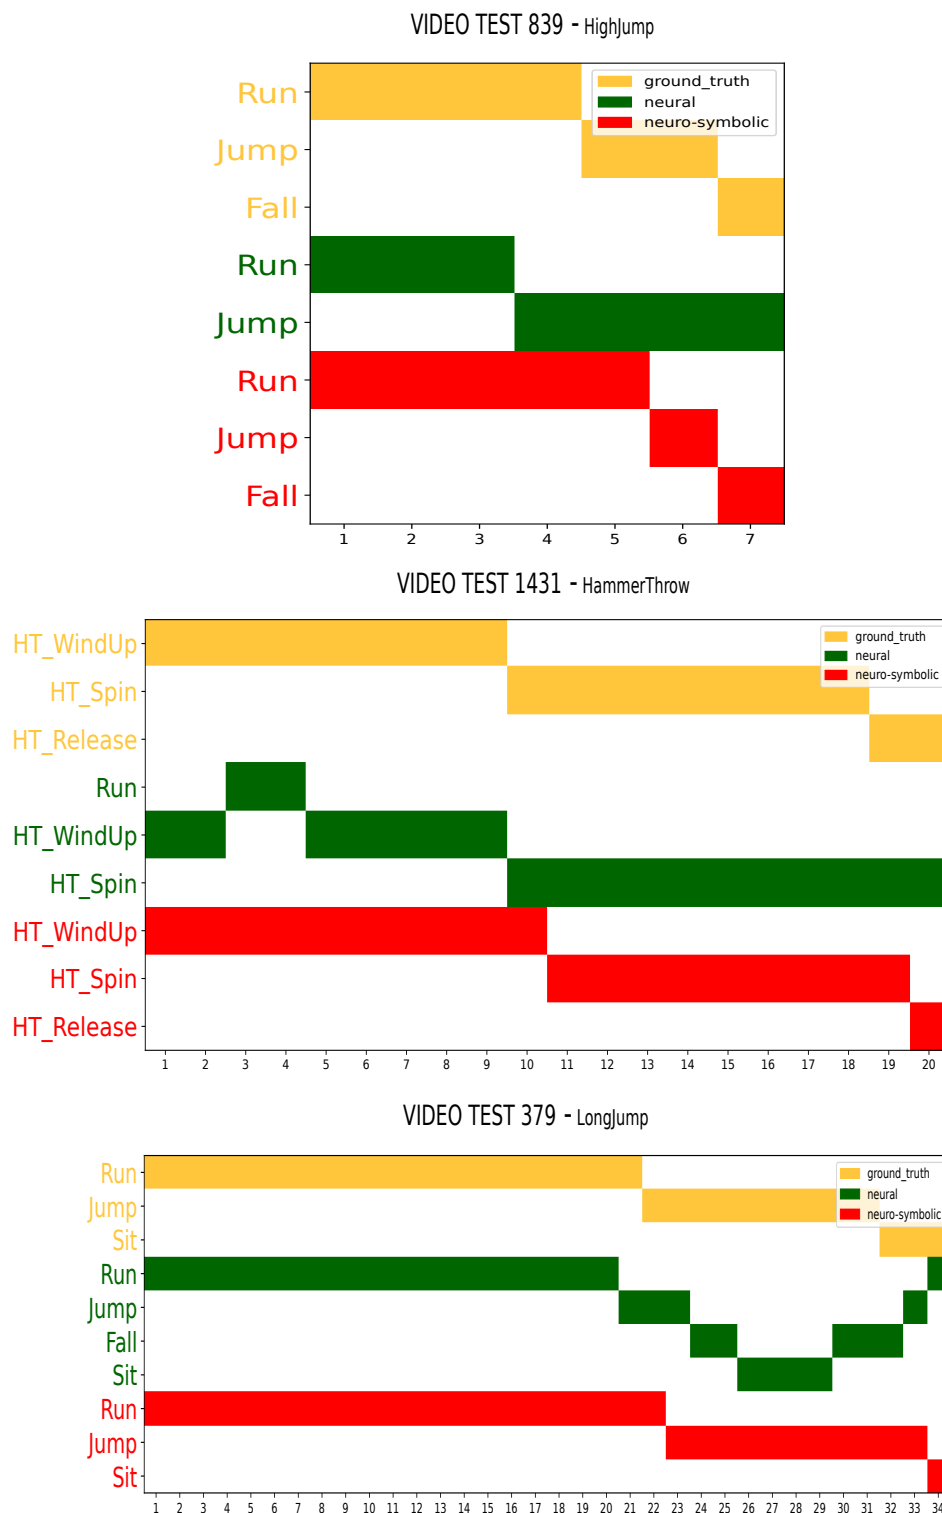 VIDEO TEST 839 - HighJump
ground_truth
neural
neuro-symbolic
Run
Jump
Fall
Run
Jump
Run
Jump
Fall
1 2 3 4 5 6 7
VIDEO TEST 1431 - HammerThrow
ground_truth
neural
neuro-symbolic
HT_WindUp
HT_Spin
HT_Release
Run
HT_WindUp
HT_Spin
HT_WindUp
HT_Spin
HT_Release
1 2 3 4 5 6 7 8 9 10 11 12 13 14 15 16 17 18 19 20
VIDEO TEST 379 - LongJump
ground_truth
neural
neuro-symbolic
Run
Jump
Sit
Run
Jump
Fall
Sit
Run
Jump
Sit
1 2 3 4 5 6 7 8 9 10 11 12 13 14 15 16 17 18 19 20 21 22 23 24 25 26 27 28 29 30 31 32 33 34